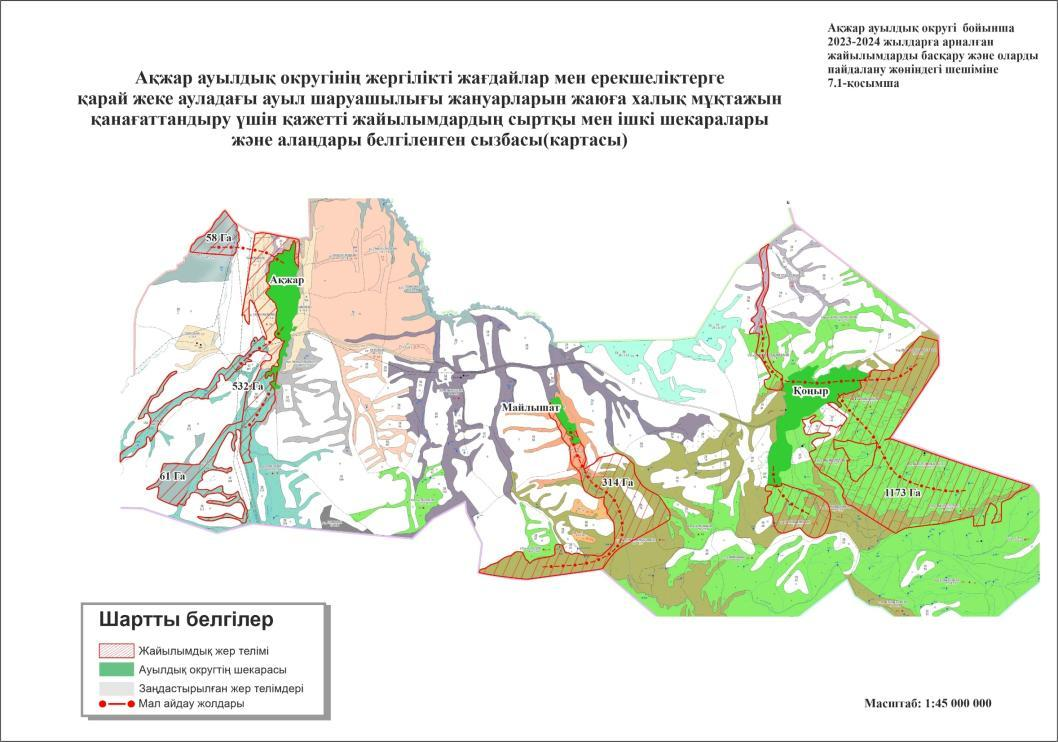 Ақжар ауылдық округі бойынша
2023-2024 жылдарға арналған
жайылымдарды басқару және оларды
пайдалану жөніндегі шешіміне
7.1-қосымша
Ақжар ауылдық округінің жергілікті жағдайлар мен ерекшеліктерге
қарай жеке ауладағы ауыл шаруашылығы жануарларын жаюға халық мұқтажын
қанағаттандыру үшін қажетті жайылымдардың сыртқы мен ішкі шекаралары
және алаңдары белгіленген сызбасы(картасы)
58 Га
Ақжар
532 Га
61 Га
Майлышат
314 Га
Қоңыр
1173 Га
Шартты белгілер
Жайылымдық жер телімі
Ауылдық округтің шекарасы
Заңдастырылған жер телімдері
Мал айдау жолдары
Масштаб: 1:45 000 000